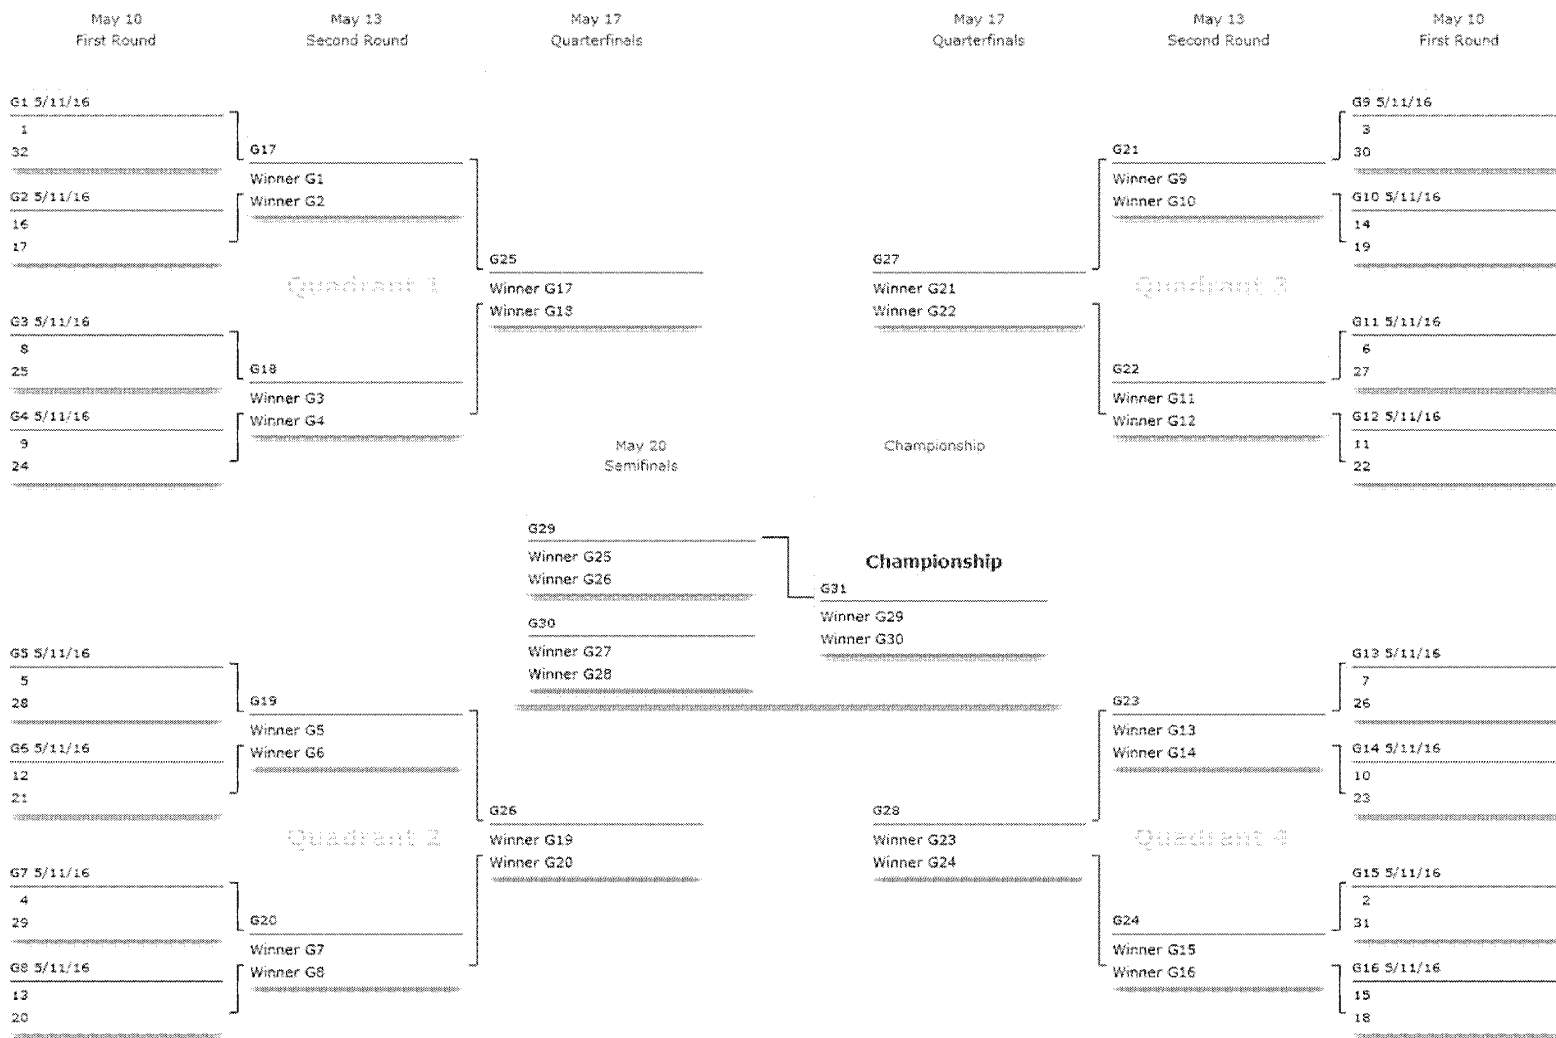 May 10
First Round
May 13
Second Round
May 17
Quarterfinals
May 17
Quarterfinals
May 13
Second Round
May 10
First Round
G1 5/11/16
1
32
G2 5/11/16
16
17
G17
Winner G1
Winner G2
Quadrant 1
G3 5/11/16
8
25
G4 5/11/16
9
24
G18
Winner G3
Winner G4
G25
Winner G17
Winner G18
G27
Winner G21
Winner G22
G21
Winner G9
Winner G10
Quadrant 3
G22
Winner G11
Winner G12
G9 5/11/16
3
30
G10 5/11/16
14
19
G11 5/11/16
6
27
G12 5/11/16
11
22
May 20
Semifinals
Championship
G29
Winner G25
Winner G26
G30
Winner G27
Winner G28
Championship
G31
Winner G29
Winner G30
G5 5/11/16
5
28
G6 5/11/16
12
21
G19
Winner G5
Winner G6
Quadrant 2
G7 5/11/16
4
29
G8 5/11/16
13
20
G20
Winner G7
Winner G8
G26
Winner G19
Winner G20
G28
Winner G23
Winner G24
G23
Winner G13
Winner G14
Quadrant 4
G24
Winner G15
Winner G16
G13 5/11/16
7
26
G14 5/11/16
10
23
G15 5/11/16
2
31
G16 5/11/16
15
18